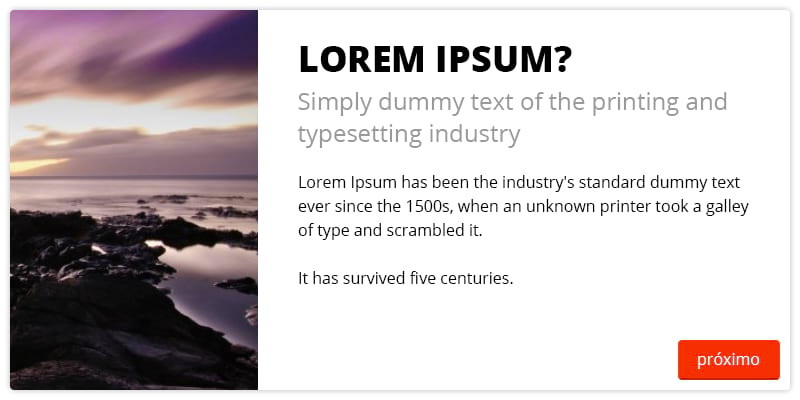 LOREM IPSUM?
Simply dummy text of the printing and
typesetting industry
Lorem Ipsum has been the industry's standard dummy text
ever since the 1500s, when an unknown printer took a galley
of type and scrambled it.
It has survived five centuries.
próximo